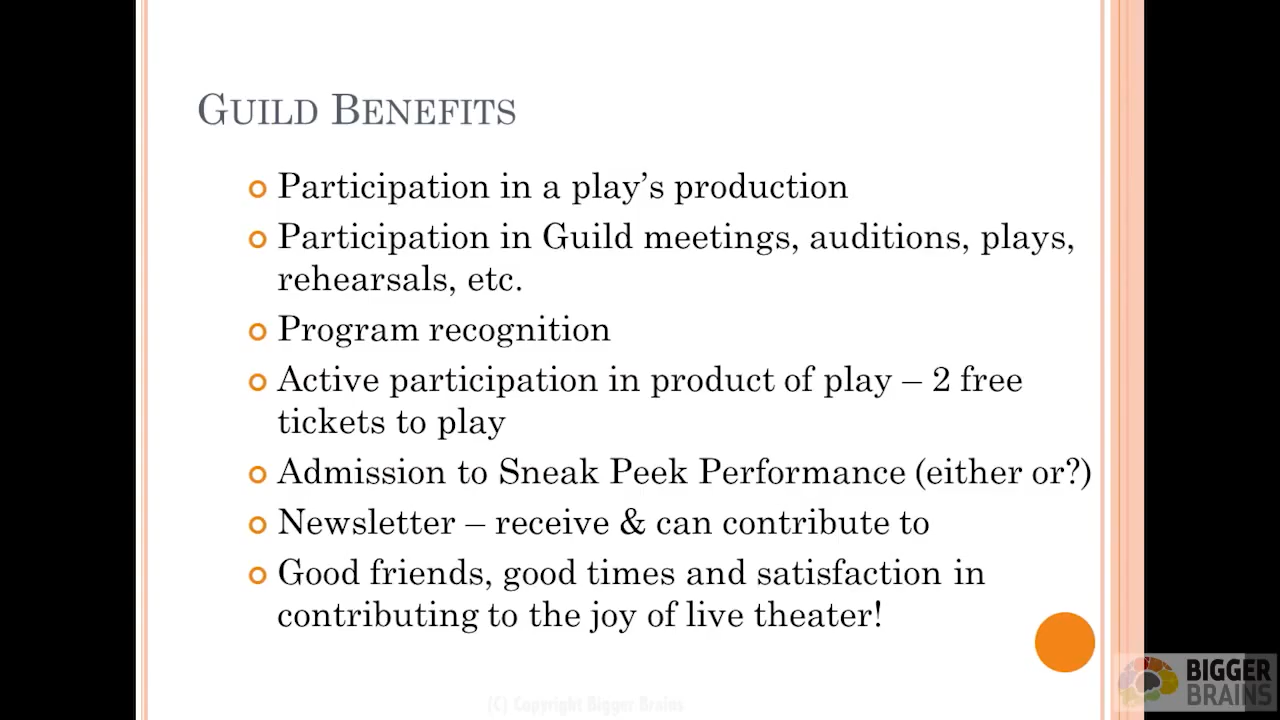 GUILD BENEFITS
Participation in a play's production
Participation in Guild meetings, auditions, plays,
rehearsals, etc.
Program recognition
Active participation in product of play – 2 free
tickets to play
Admission to Sneak Peek Performance (either or?)
Newsletter – receive & can contribute to
Good friends, good times and satisfaction in
contributing to the joy of live theater!
BIGGER
BRAINS
(C) Copyright Bigger Brains